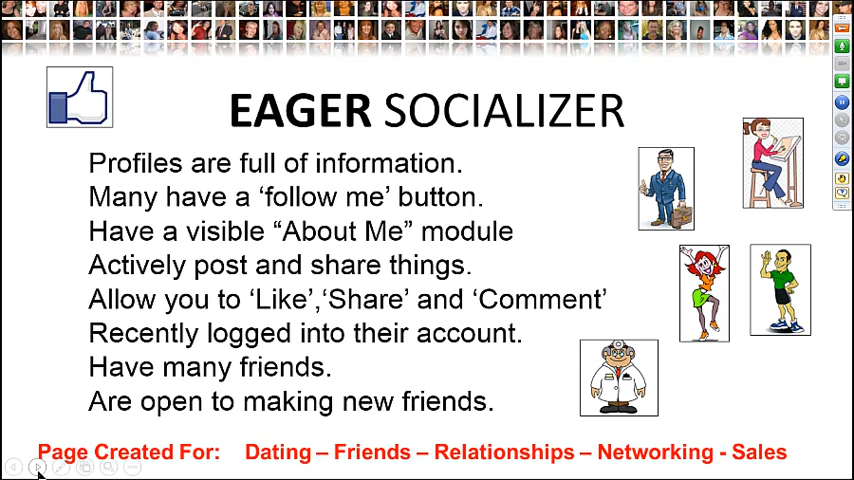 EAGER SOCIALIZER
Profiles are full of information.
Many have a ‘follow me’ button.
Have a visible “About Me” module
Actively post and share things.
Allow you to ‘Like’,‘Share’ and ‘Comment’
Recently logged into their account.
Have many friends.
Are open to making new friends.
Page Created For: Dating – Friends – Relationships – Networking - Sales